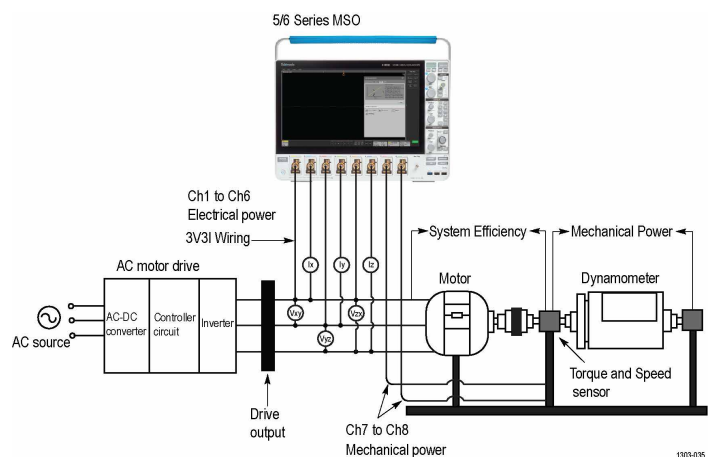 5/6 Series MSO
Tektronix
Ch1 to Ch6
Electrical power
3V3I Wiring
System Efficiency
Mechanical Power
Ix
Iy
Iz
AC motor drive
Motor
Dynamometer
AC-DC
converter
Controller
circuit
Inverter
Vxy
Vzx
Vyz
AC source
Torque and Speed
sensor
Drive
output
Ch7 to Ch8
Mechanical power
1303-035